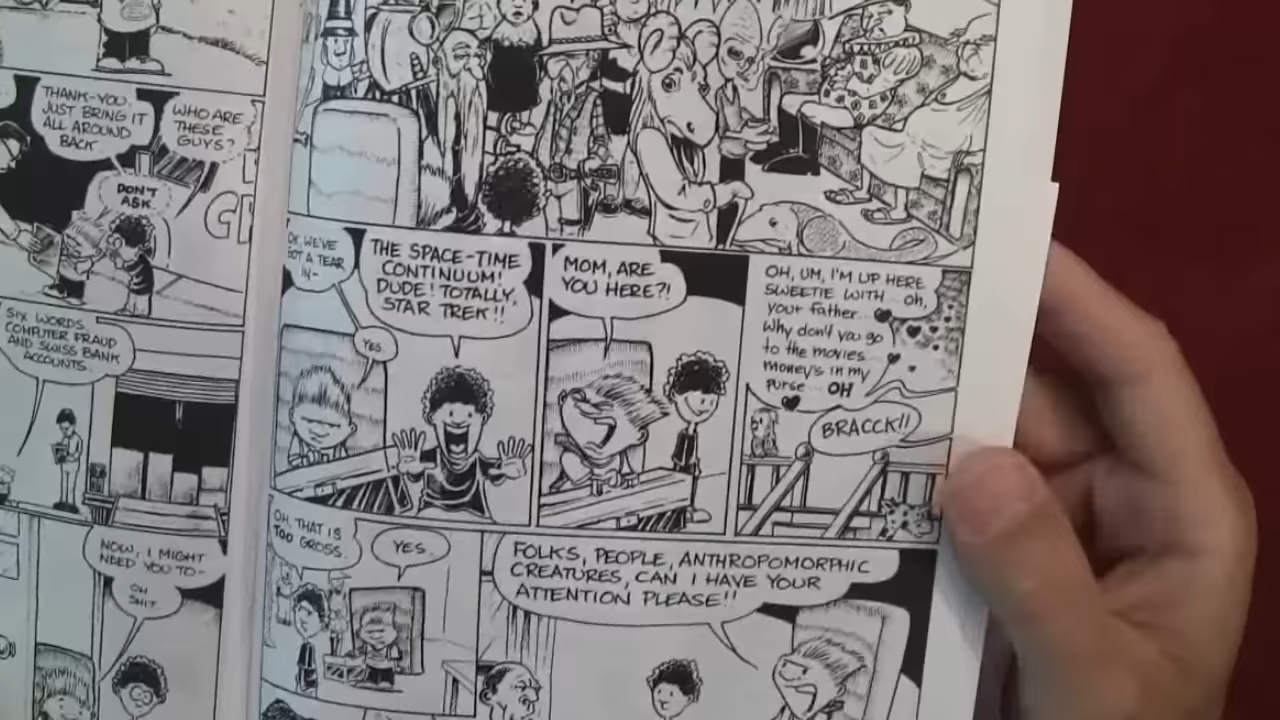 THANK-YOU,
JUST BRING IT
ALL AROUND
BACK
WHO ARE
THESE
GUYS?
DON'T
ASK.
SIX WORDS...
COMPUTER FRAUD
AND SWISS BANK
ACCOUNTS.
NOW, I MIGHT
NEED YOU TO-
OH
SHIT.
OK, WE'VE
GOT A TEAR
IN-
THE SPACE-TIME
CONTINUUM!
DUDE! TOTALLY,
STAR TREK!!
YES.
MOM, ARE
YOU HERE?!
OH, UM, I'M UP HERE
SWEETIE WITH... Oh,
your father...
Why don't ya go
to the movies...
money's in my
purse... OH
BRACCK!!
OH, THAT IS
TOO GROSS.
YES.
FOLKS, PEOPLE, ANTHROPOMORPHIC
CREATURES, CAN I HAVE YOUR
ATTENTION PLEASE!!